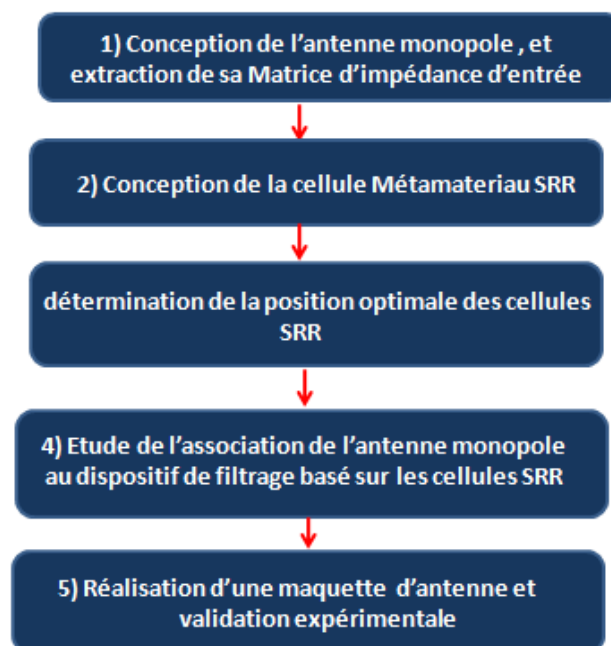 1) Conception de l'antenne monopole , et
extraction de sa Matrice d'impédance d'entrée
2) Conception de la cellule Métamateriau SRR
détermination de la position optimale des cellules
SRR
4) Etude de l'association de l'antenne monopole
au dispositif de filtrage basé sur les cellules SRR
5) Réalisation d'une maquette d'antenne et
validation expérimentale